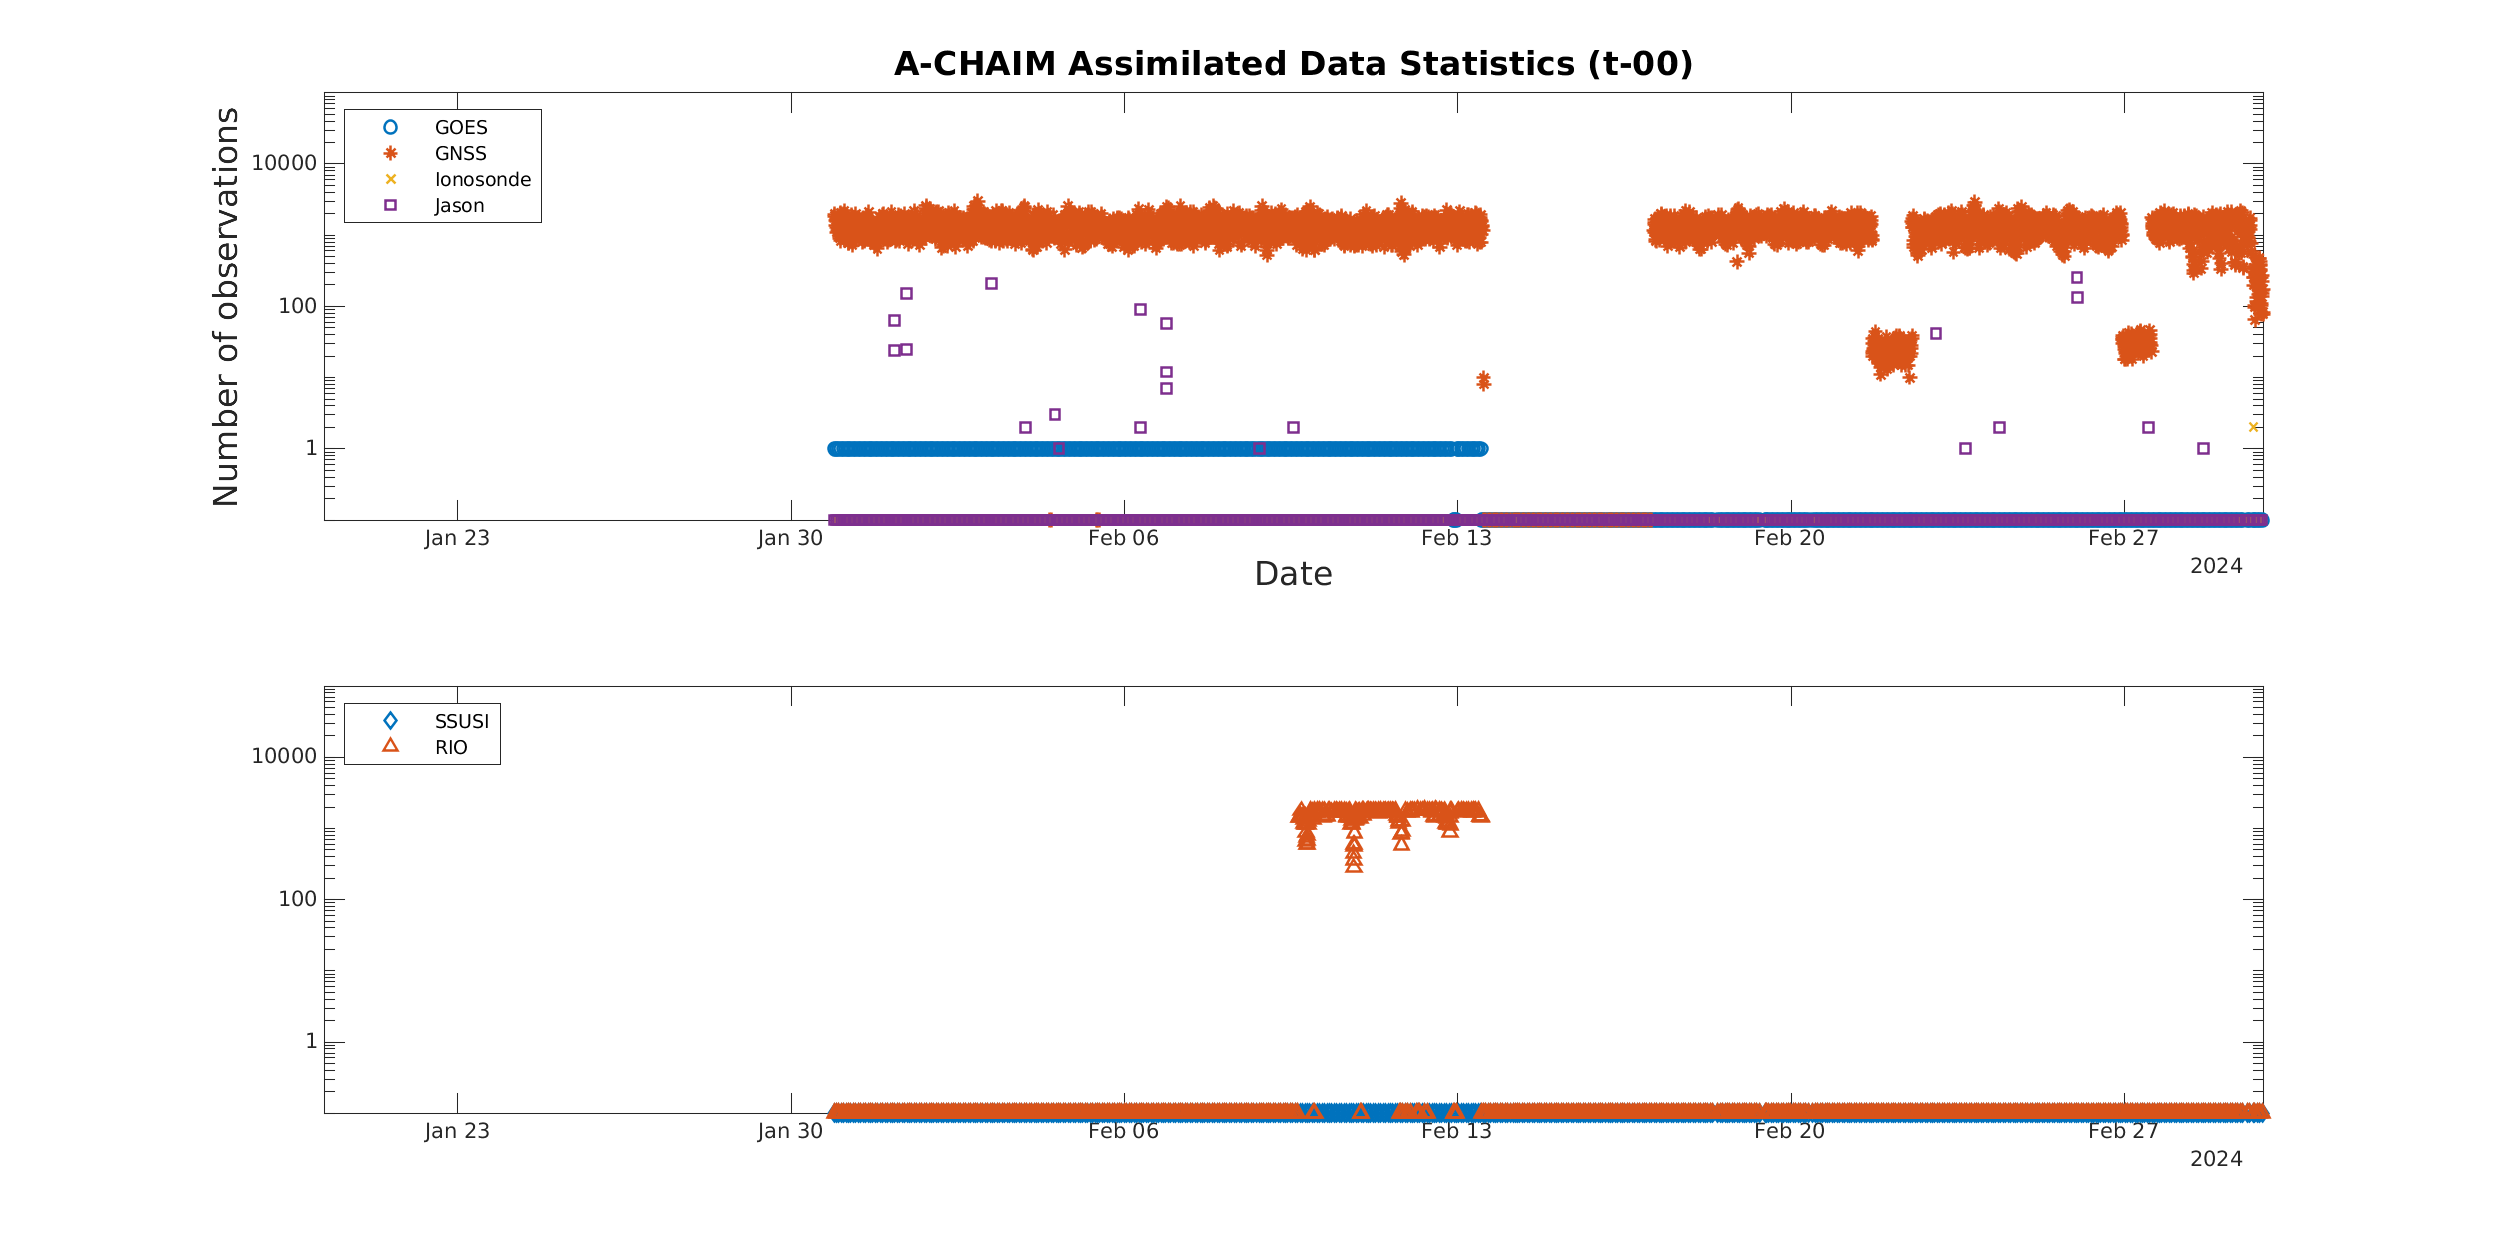 A-CHAIM Assimilated Data Statistics (t-00)
Number of observations
GOES
GNSS
Ionosonde
Jason
10000
100
1
Jan 23 Jan 30 Feb 06 Feb 13 Feb 20 Feb 27
2024
Date
SSUSI
RIO
10000
100
1
Jan 23 Jan 30 Feb 06 Feb 13 Feb 20 Feb 27
2024